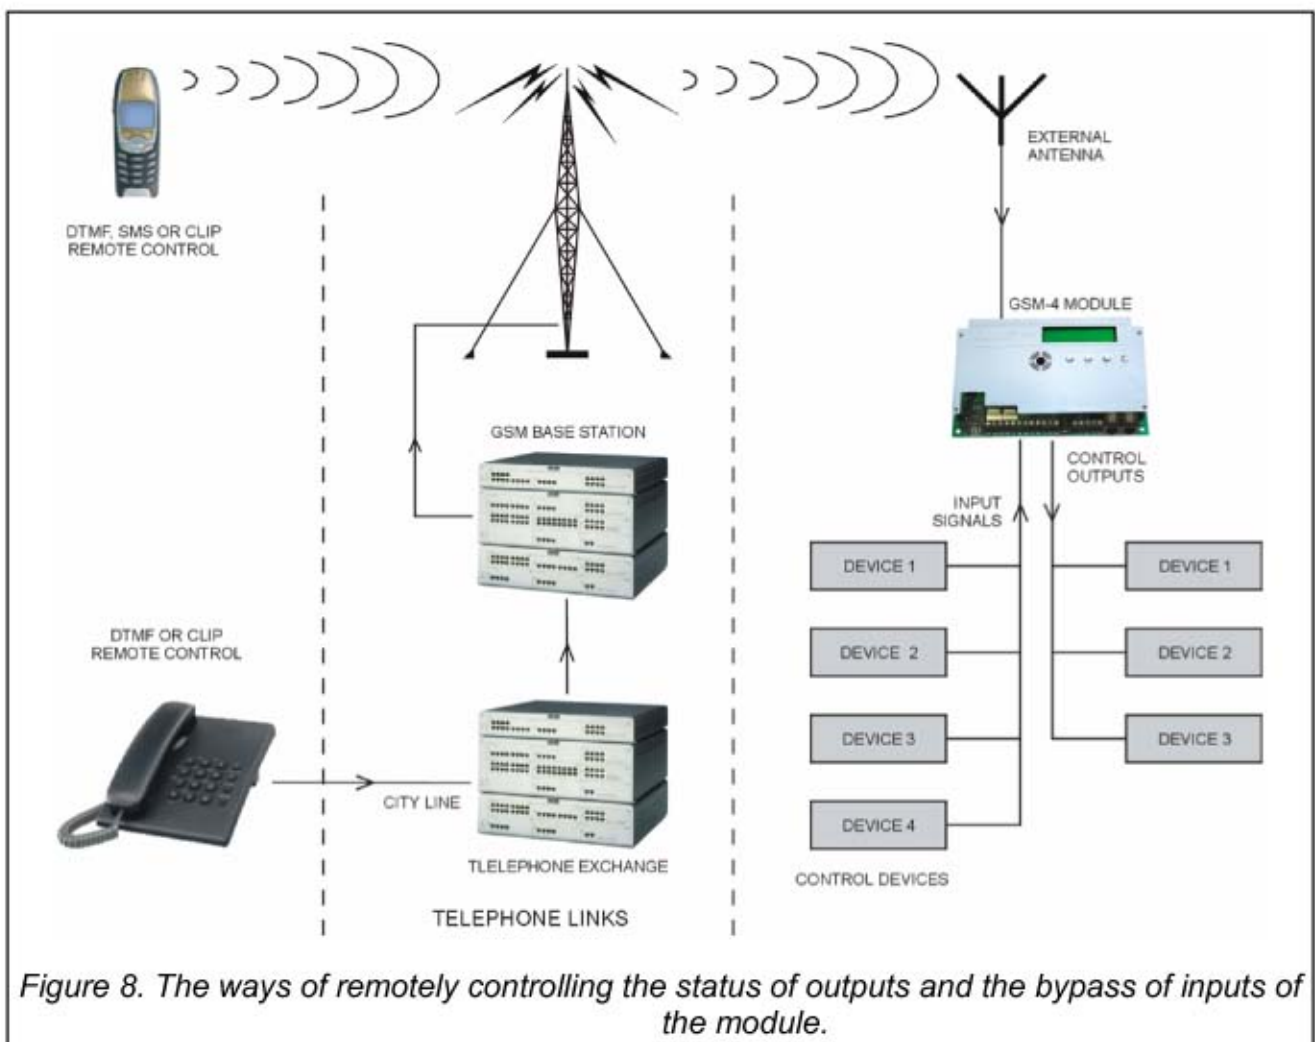 DTMF, SMS OR CLIP
REMOTE CONTROL
EXTERNAL
ANTENNA
GSM-4 MODULE
GSM BASE STATION
CONTROL
OUTPUTS
INPUT
SIGNALS
DEVICE 1
DEVICE 1
DEVICE 2
DEVICE 2
DEVICE 3
DEVICE 3
DEVICE 4
CONTROL DEVICES
DTMF OR CLIP
REMOTE CONTROL
CITY LINE
TLELEPHONE EXCHANGE
TELEPHONE LINKS
Figure 8. The ways of remotely controlling the status of outputs and the bypass of inputs of
the module.